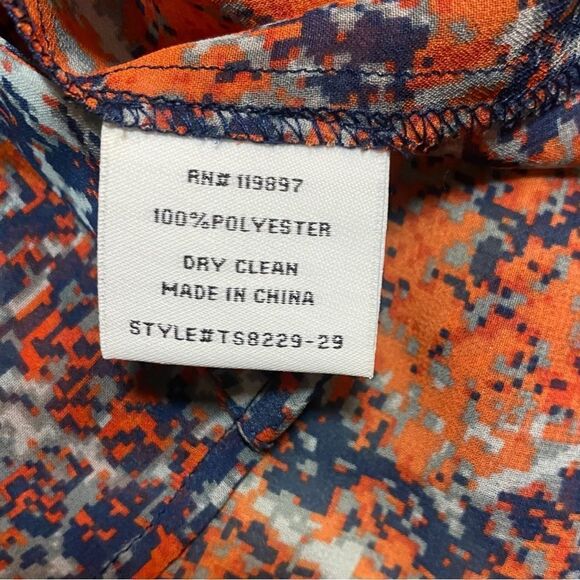 RN# 119897
100%POLYESTER
DRY CLEAN
MADE IN CHINA
STYLE#TS8229-29